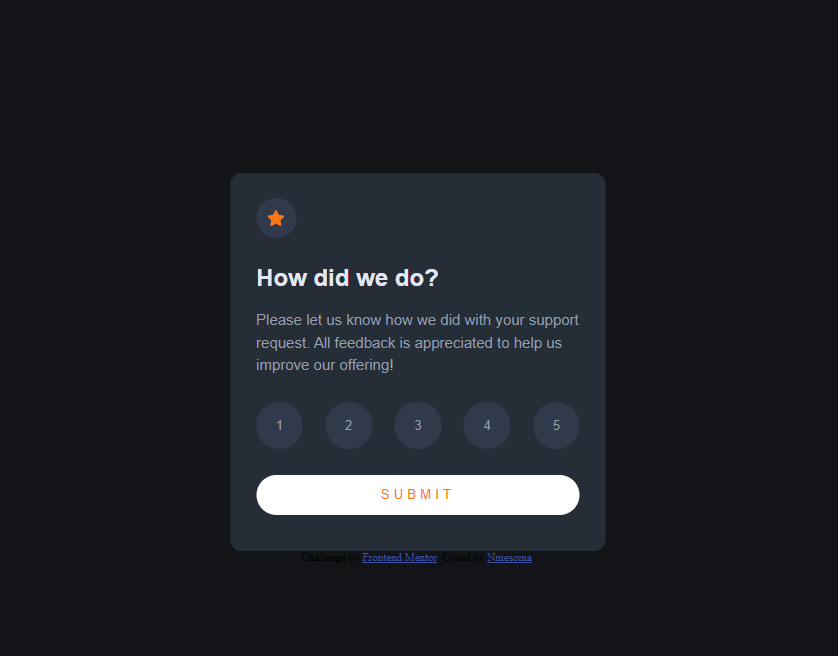 How did we do?
Please let us know how we did with your support
request. All feedback is appreciated to help us
improve our offering!
1 2 3 4 5
SUBMIT
Challenge by Frontend Mentor. Coded by Nmesoma